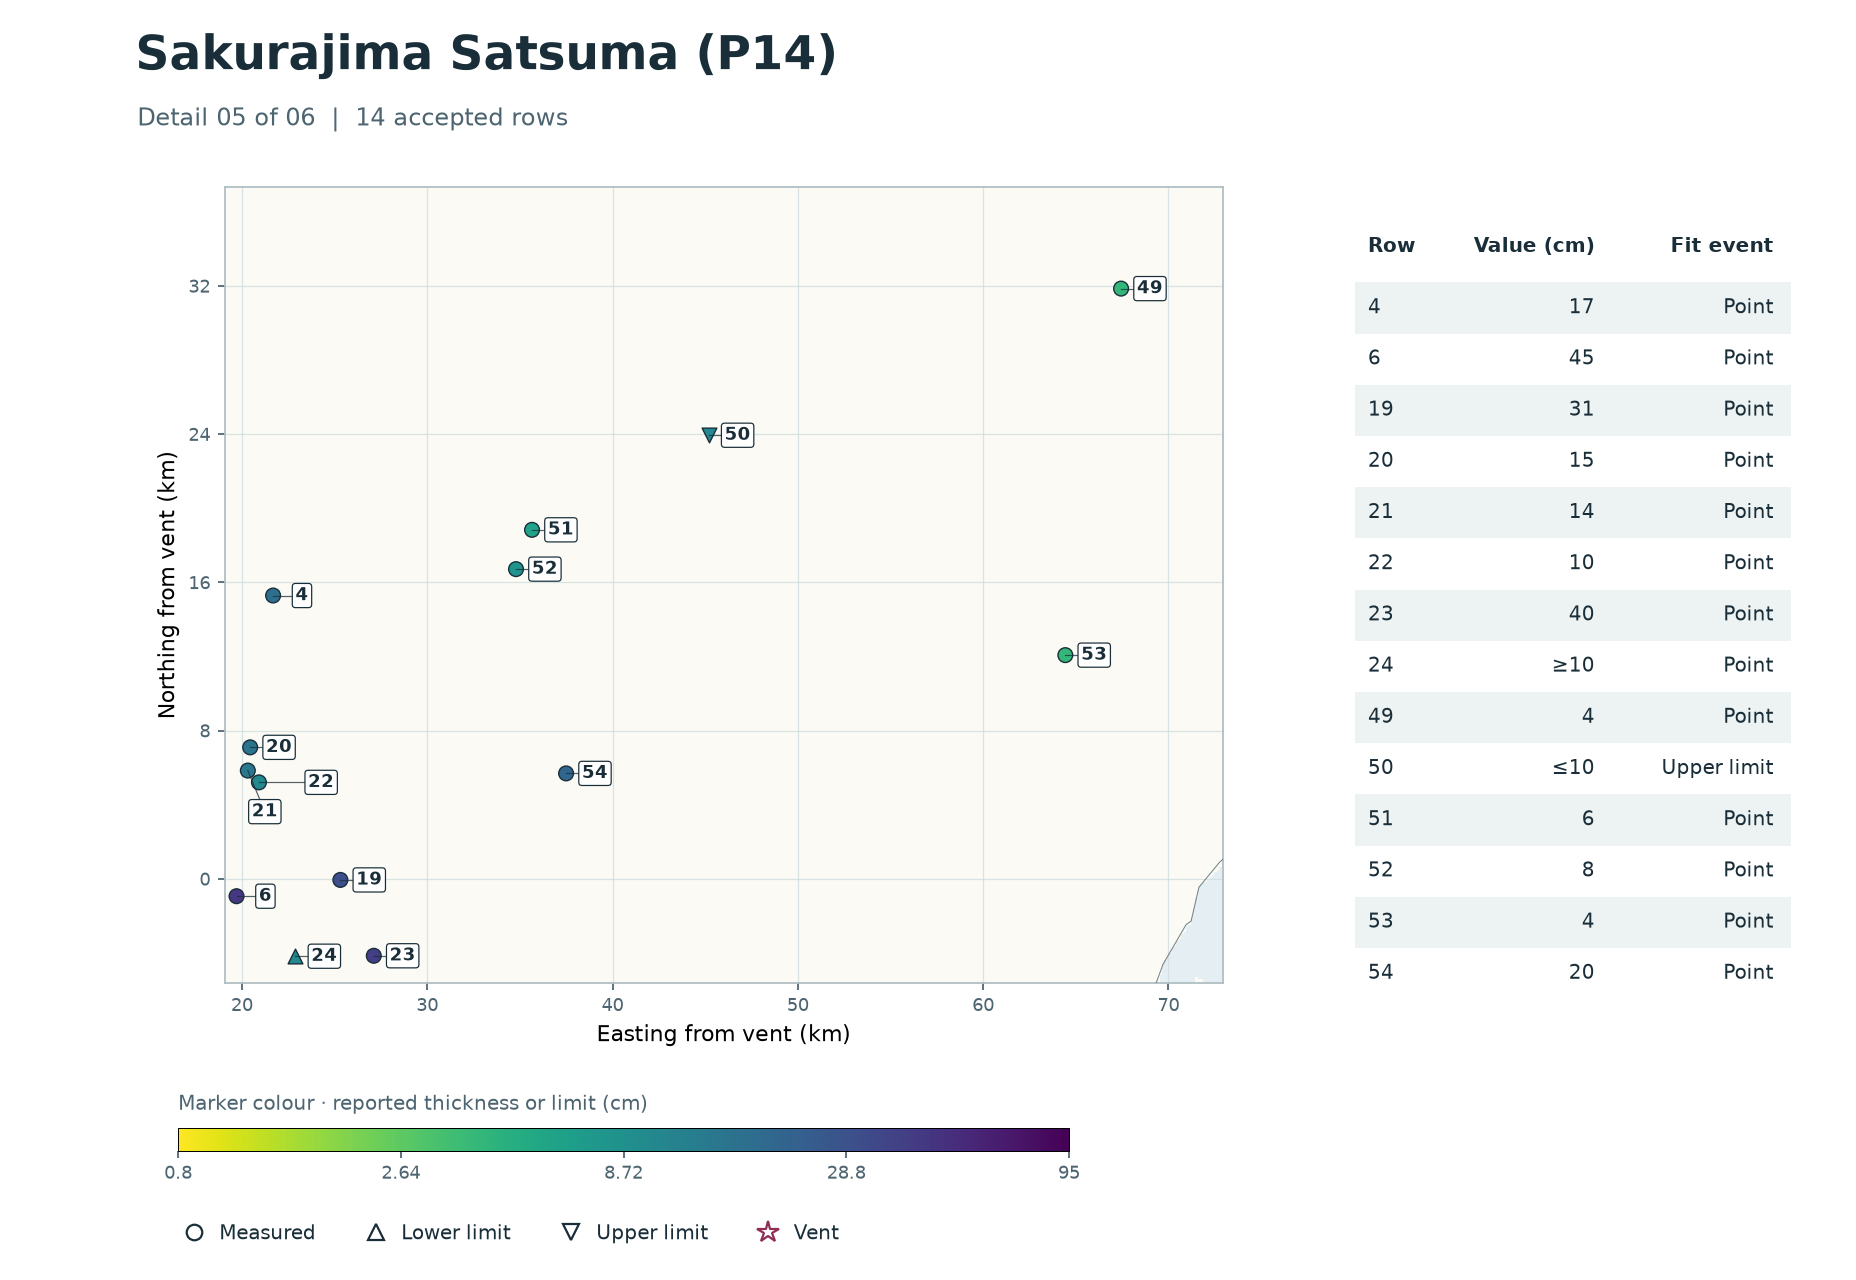 Sakurajima Satsuma (P14)
Detail 05 of 06 | 14 accepted rows
Northing from vent (km)
32
24
16
8
0
49
50
51
52
4
53
20
54
22
21
19
6
24
23
20
30
40
50
60
70
Easting from vent (km)
Row Value (cm) Fit event
4 17 Point
6 45 Point
19 31 Point
20 15 Point
21 14 Point
22 10 Point
23 40 Point
24 ≥10 Point
49 4 Point
50 ≤10 Upper limit
51 6 Point
52 8 Point
53 4 Point
54 20 Point
Marker colour · reported thickness or limit (cm)
0.8 2.64 8.72 28.8 95
Measured Lower limit Upper limit Vent